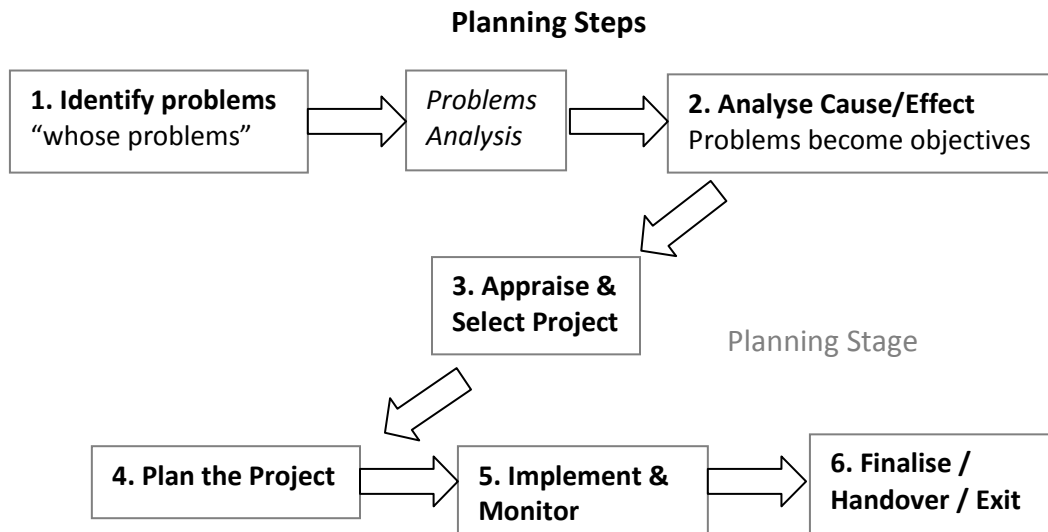 Planning Steps
1. Identify problems
“whose problems”
Problems
Analysis
2. Analyse Cause/Effect
Problems become objectives
3. Appraise &
Select Project
Planning Stage
4. Plan the Project
5. Implement &
Monitor
6. Finalise /
Handover / Exit